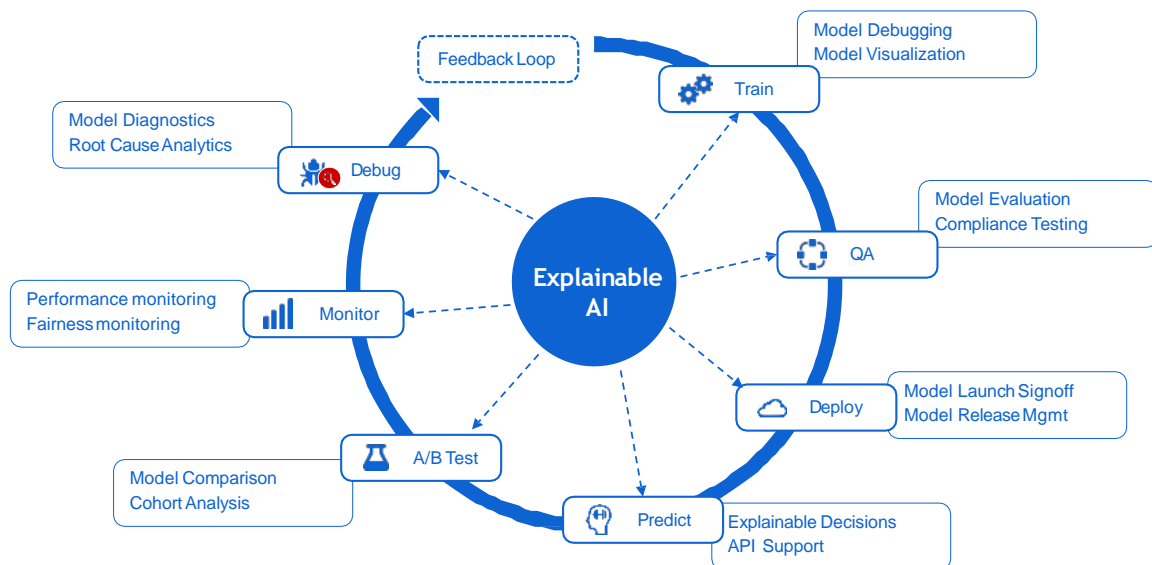 Feedback Loop
Model Debugging
Model Visualization
Train
Model Diagnostics
Root Cause Analytics
Debug
Model Evaluation
Compliance Testing
QA
Explainable
AI
Performance monitoring
Fairness monitoring
Monitor
Model Launch Signoff
Model Release Mgmt
Deploy
A/B Test
Model Comparison
Cohort Analysis
Predict
Explainable Decisions
API Support